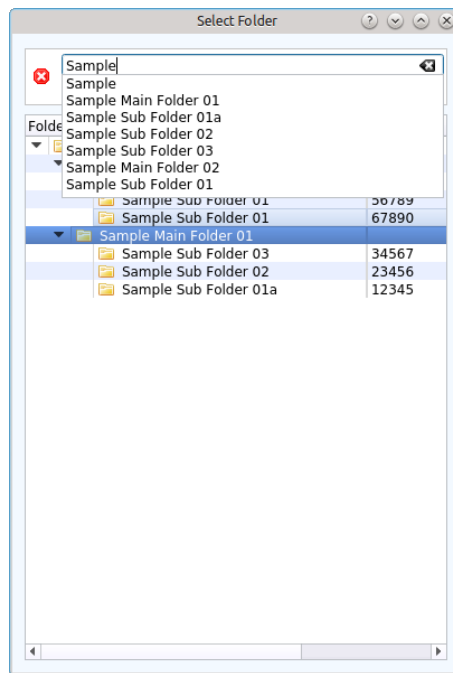 Select Folder
Sample
Sample
Sample Main Folder 01
Sample Sub Folder 01a
Sample Sub Folder 02
Sample Sub Folder 03
Sample Main Folder 02
Sample Sub Folder 01
Folde
Sample Sub Folder 01 56789
Sample Sub Folder 01 67890
Sample Main Folder 01
Sample Sub Folder 03 34567
Sample Sub Folder 02 23456
Sample Sub Folder 01a 12345